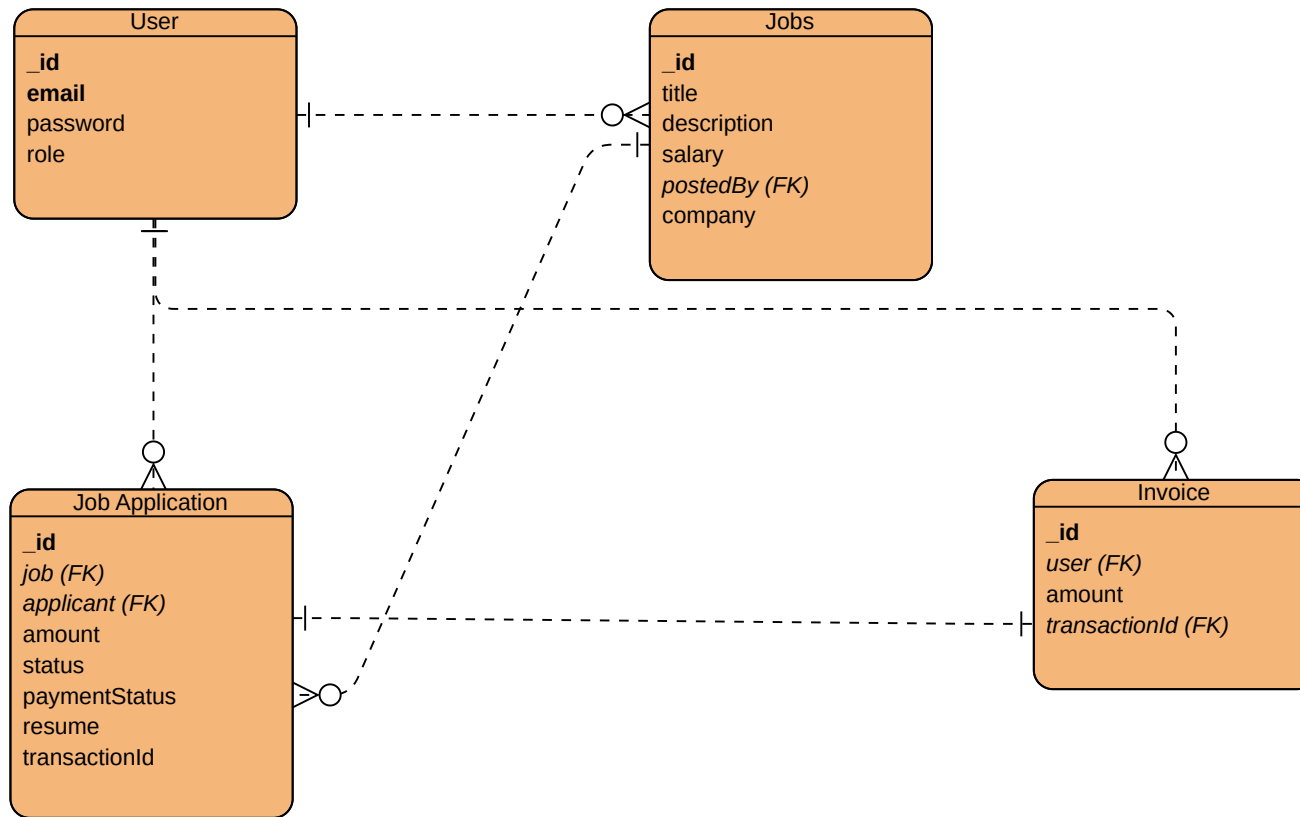 User
_id
email
password
role
Jobs
_id
title
description
salary
postedBy (FK)
company
Job Application
_id
job (FK)
applicant (FK)
amount
status
paymentStatus
resume
transactionId
Invoice
_id
user (FK)
amount
transactionId (FK)